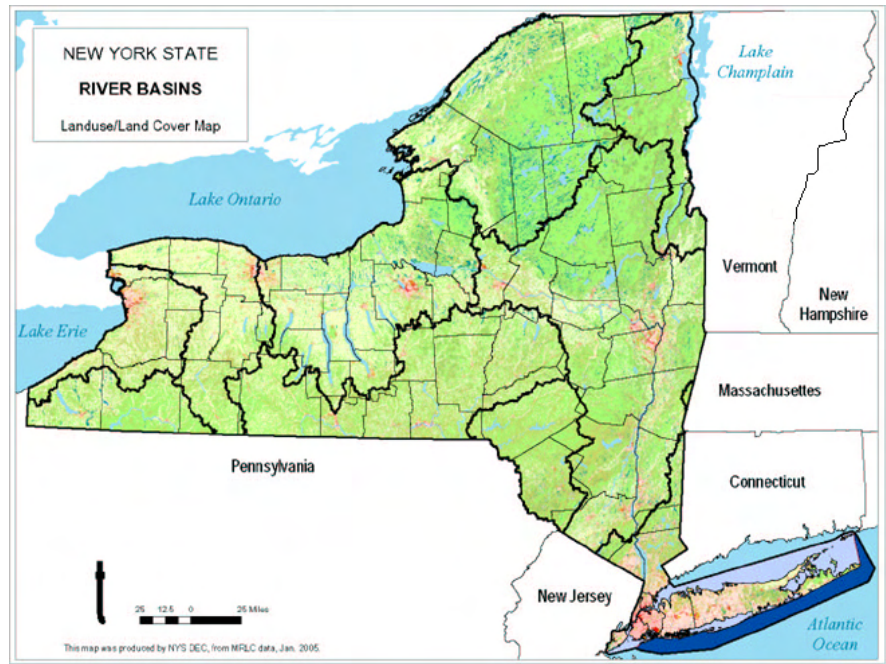 NEW YORK STATE
RIVER BASINS
Landuse/Land Cover Map
Lake
Champlain
Lake Ontario
Vermont
New
Hampshire
Lake Erie
Massachusettes
Pennsylvania
Connecticut
New Jersey
25 12.5 0 25 Miles
Atlantic
Ocean
This map was produced by NYS DEC, from MRLC data, Jan. 2005.